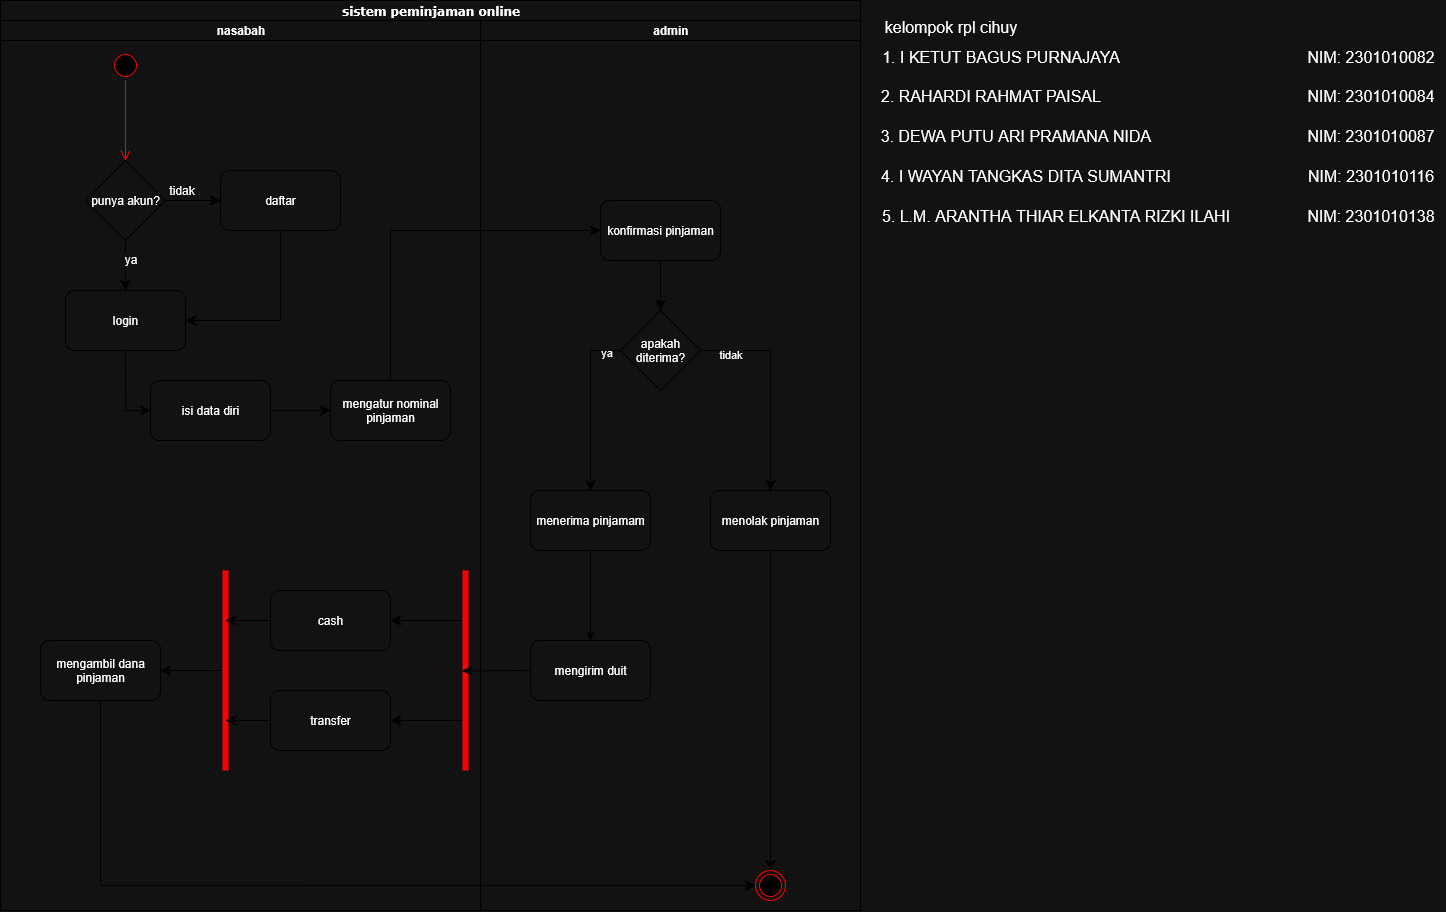 sistem peminjaman online
nasabah
admin
punya akun?
tidak
daftar
ya
login
isi data diri
mengatur nominal
pinjaman
konfirmasi pinjaman
apakah
diterima?
ya
tidak
menerima pinjamam
menolak pinjaman
mengirim duit
cash
transfer
mengambil dana
pinjaman
kelempok rpl cihuy
1. I KETUT BAGUS PURNAJAYA NIM: 2301010082
2. RAHARDI RAHMAT PAISAL NIM: 2301010084
3. DEWA PUTU ARI PRAMANA NIDA NIM: 2301010087
4. I WAYAN TANGKAS DITA SUMANTRI NIM: 2301010116
5. L.M. ARANTHA THIAR ELKANTA RIZKI ILAHI NIM: 2301010138